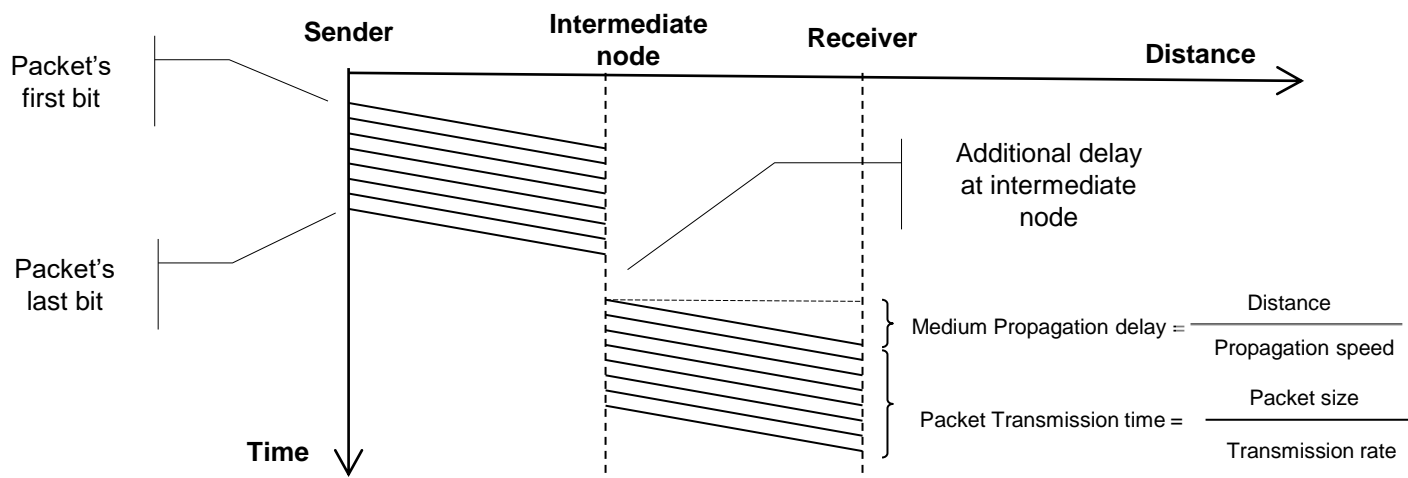 Sender
Intermediate
node
Receiver
Distance
Packet's
first bit
Additional delay
at intermediate
node
Packet's
last bit
Medium Propagation delay = Distance
Propagation speed
Packet Transmission time = Packet size
Transmission rate
Time